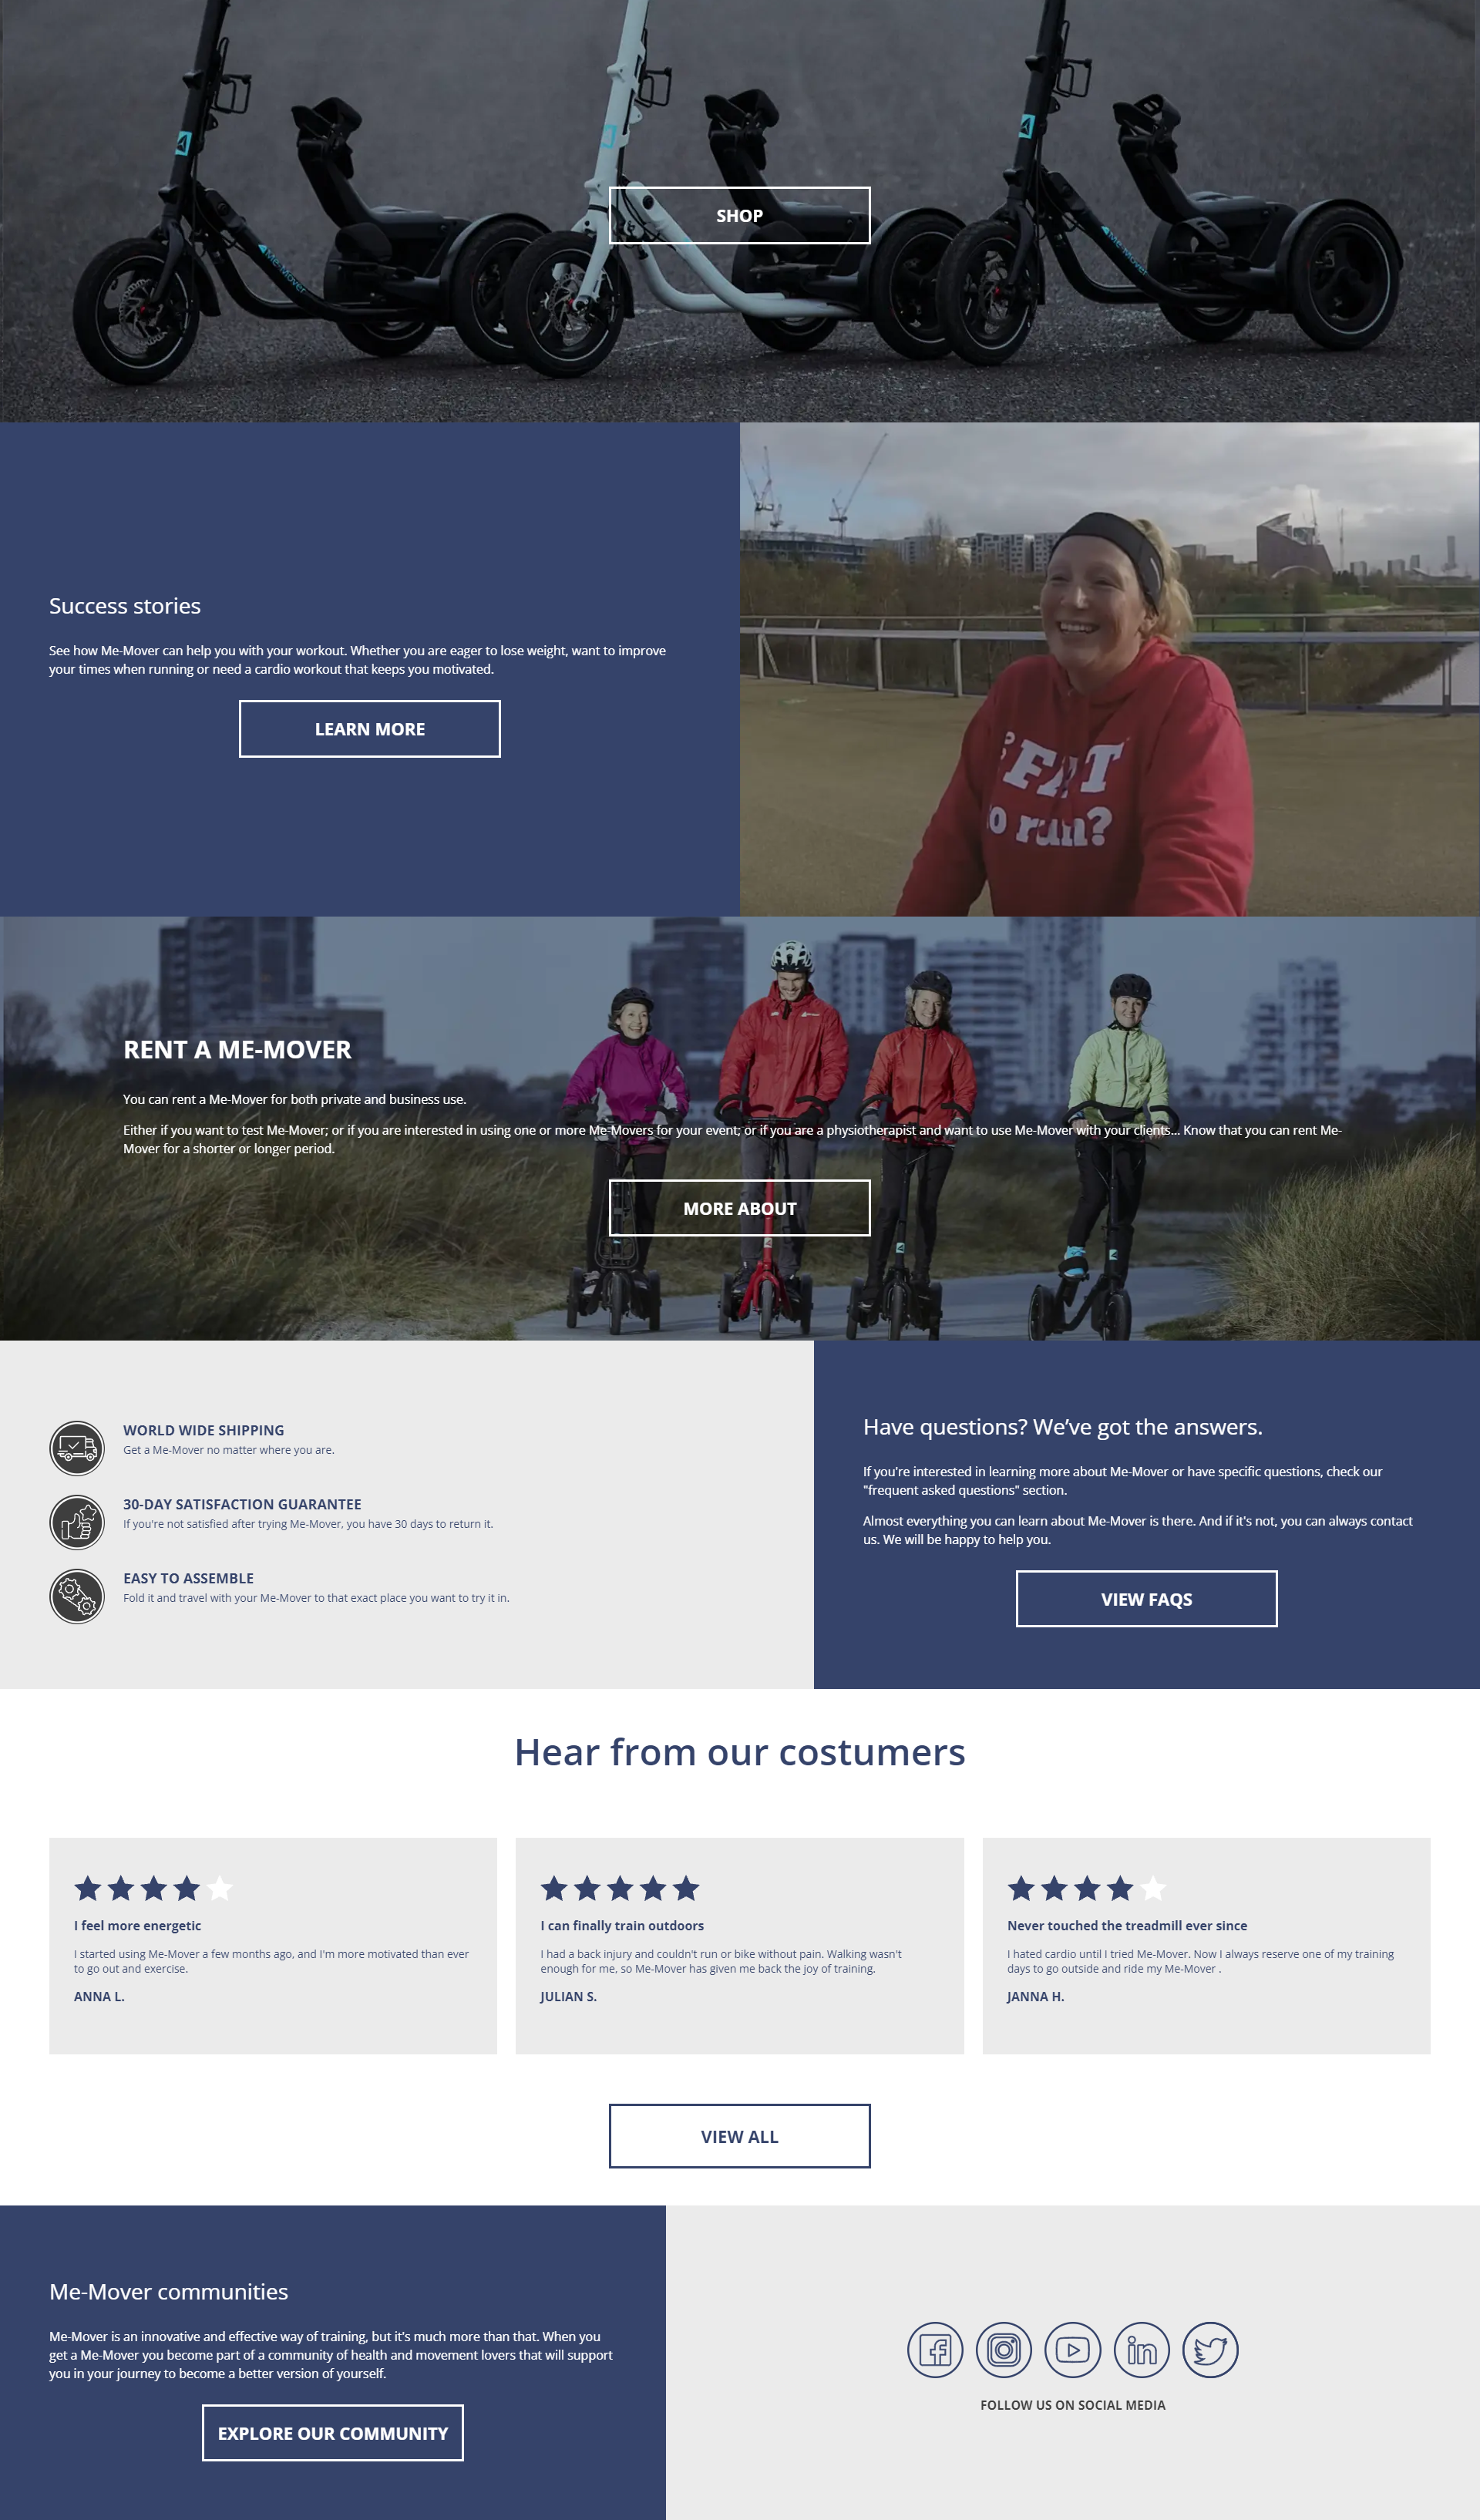 Me-Mover
Me-Mover
SHOP
Success stories
See how Me-Mover can help you with your workout. Whether you are eager to lose weight, want to improve
your times when running or need a cardio workout that keeps you motivated.
LEARN MORE
FAT
run?
RENT A ME-MOVER
You can rent a Me-Mover for both private and business use.
Either if you want to test Me-Mover; or if you are interested in using one or more Me-Movers for your event; or if you are a physiotherapist and want to use Me-Mover with your clients... Know that you can rent Me-
Mover for a shorter or longer period.
MORE ABOUT
WORLD WIDE SHIPPING
Get a Me-Mover no matter where you are.
30-DAY SATISFACTION GUARANTEE
If you're not satisfied after trying Me-Mover, you have 30 days to return it.
EASY TO ASSEMBLE
Fold it and travel with your Me-Mover to that exact place you want to try it in.
Have questions? We’ve got the answers.
If you're interested in learning more about Me-Mover or have specific questions, check our
"frequent asked questions" section.
Almost everything you can learn about Me-Mover is there. And if it's not, you can always contact
us. We will be happy to help you.
VIEW FAQS
Hear from our costumers
I feel more energetic
I started using Me-Mover a few months ago, and I'm more motivated than ever
to go out and exercise.
ANNA L.
I can finally train outdoors
I had a back injury and couldn't run or bike without pain. Walking wasn't
enough for me, so Me-Mover has given me back the joy of training.
JULIAN S.
Never touched the treadmill ever since
I hated cardio until I tried Me-Mover. Now I always reserve one of my training
days to go outside and ride my Me-Mover .
JANNA H.
VIEW ALL
Me-Mover communities
Me-Mover is an innovative and effective way of training, but it’s much more than that. When you
get a Me-Mover you become part of a community of health and movement lovers that will support
you in your journey to become a better version of yourself.
EXPLORE OUR COMMUNITY
FOLLOW US ON SOCIAL MEDIA